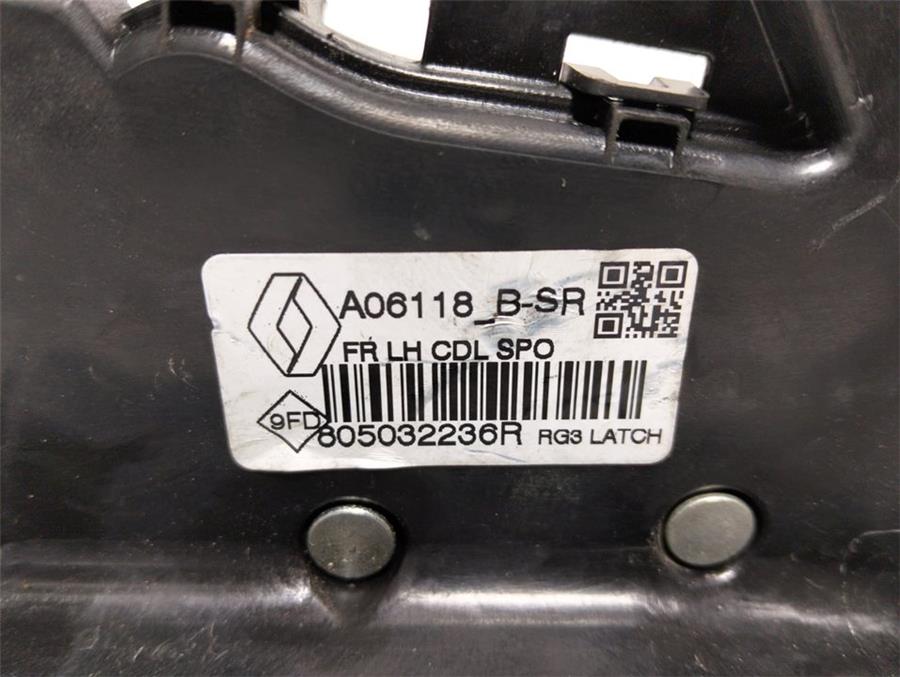 A06118_B-SR
FR LH CDL SPO
9FD
805032236R RG3 LATCH